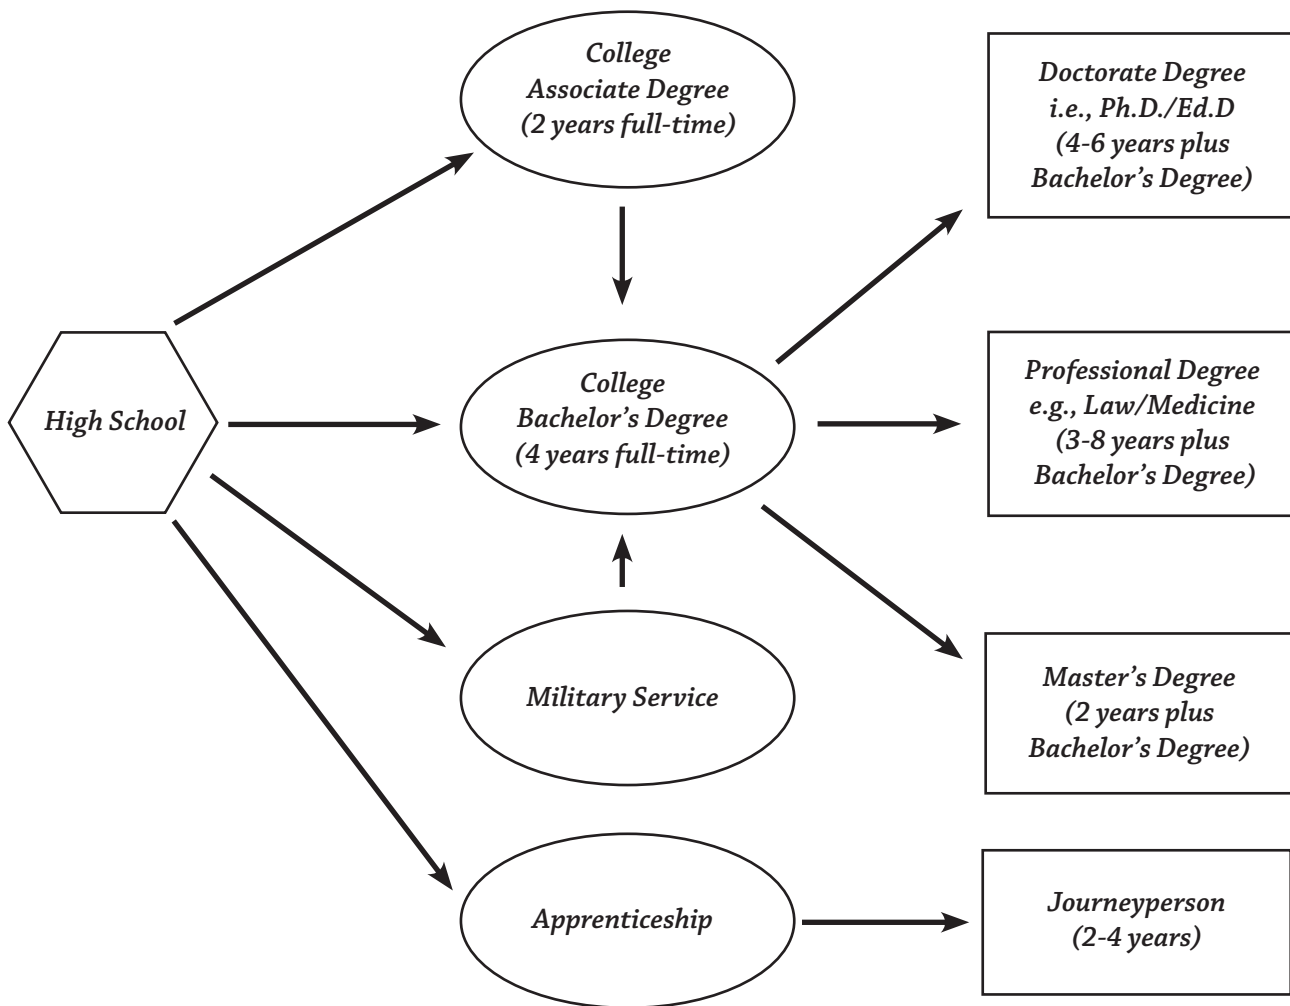 College
Associate Degree
(2 years full-time)
Doctorate Degree
i.e., Ph.D./Ed.D
(4-6 years plus
Bachelor’s Degree)
High School
College
Bachelor’s Degree
(4 years full-time)
Professional Degree
e.g., Law/Medicine
(3-8 years plus
Bachelor’s Degree)
Military Service
Master’s Degree
(2 years plus
Bachelor’s Degree)
Apprenticeship
Journeyperson
(2-4 years)